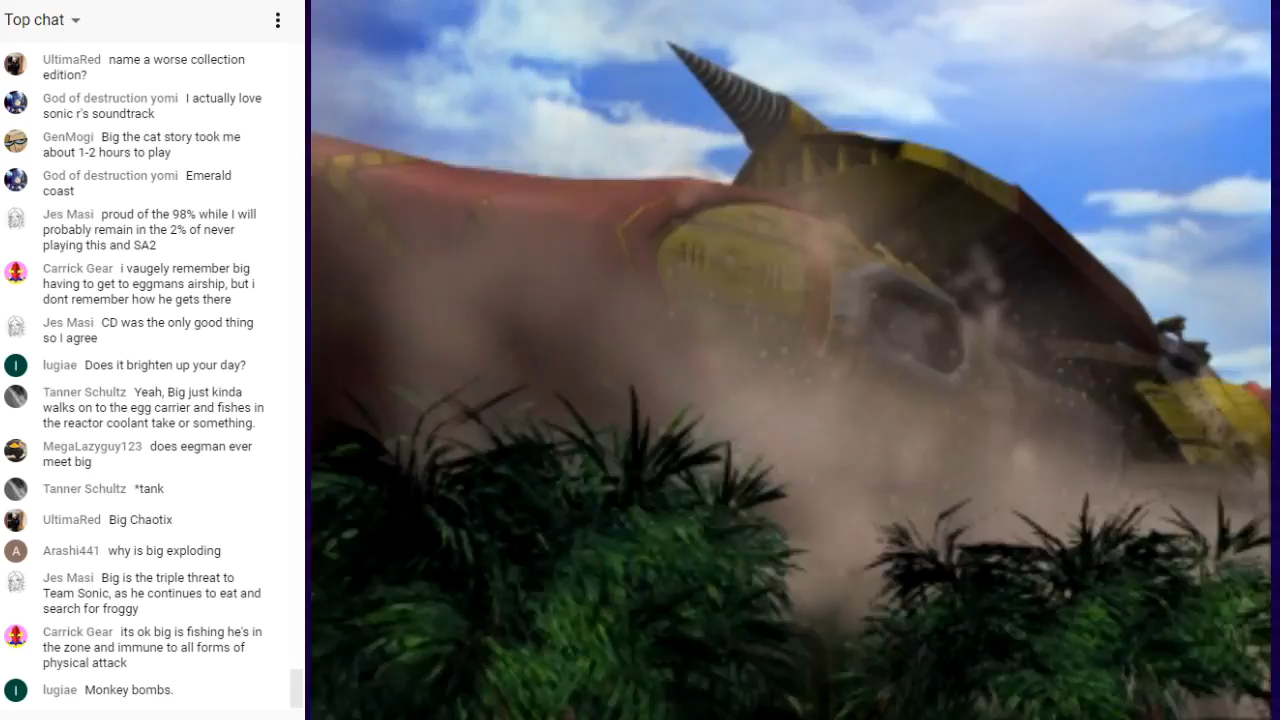 Top chat
UltimaRed name a worse collection
edition?
God of destruction yomi I actually love
sonic r's soundtrack
GenMogi Big the cat story took me
about 1-2 hours to play
God of destruction yomi Emerald
coast
Jes Masi proud of the 98% while I will
probably remain in the 2% of never
playing this and SA2
Carrick Gear i vaugely remember big
having to get to eggmans airship, but i
dont remember how he gets there
Jes Masi CD was the only good thing
so I agree
lugiae Does it brighten up your day?
Tanner Schultz Yeah, Big just kinda
walks on to the egg carrier and fishes in
the reactor coolant take or something.
MegaLazyguy123 does eegman ever
meet big
Tanner Schultz *tank
UltimaRed Big Chaotix
A Arashi441 why is big exploding
Jes Masi Big is the triple threat to
Team Sonic, as he continues to eat and
search for froggy
Carrick Gear its ok big is fishing he's in
the zone and immune to all forms of
physical attack
lugiae Monkey bombs.